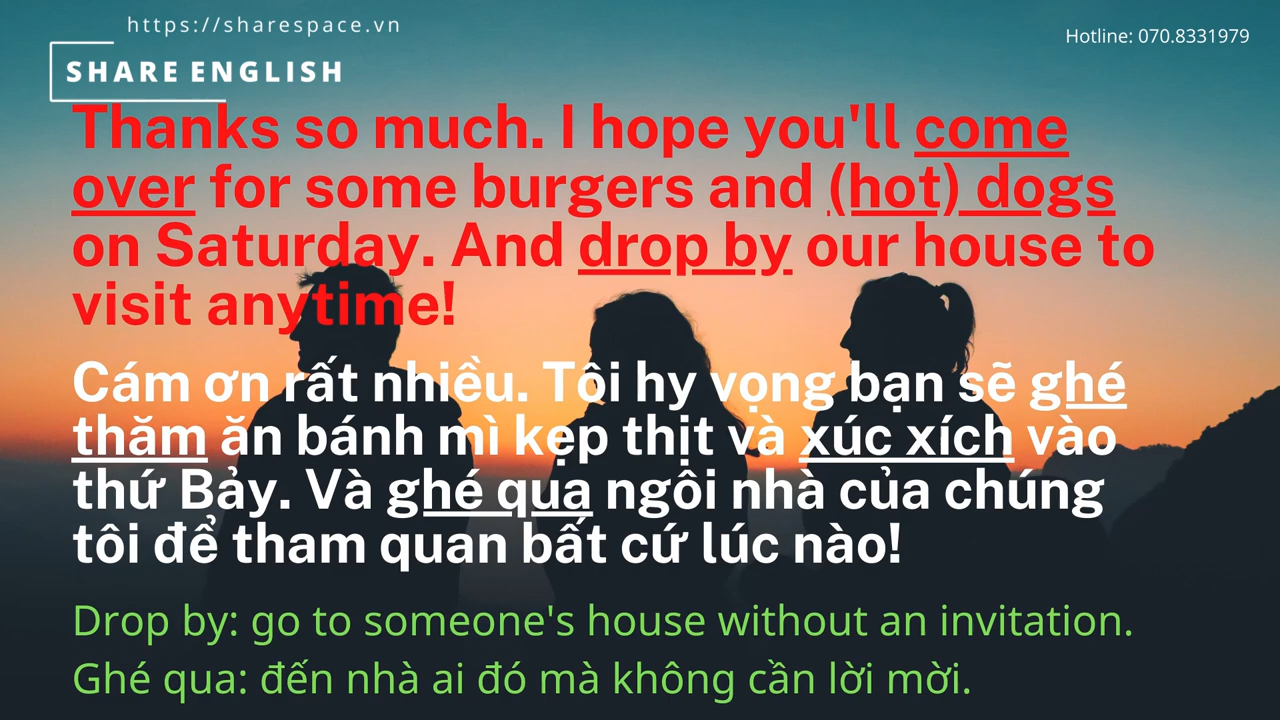 https://sharespace.vn
Hotline: 070.8331979
SHARE ENGLISH
Thanks so much. I hope you'll come
over for some burgers and (hot) dogs
on Saturday. And drop by our house to
visit anytime!
Cám ơn rất nhiều. Tôi hy vọng bạn sẽ ghé
thăm ăn bánh mì kẹp thịt và xúc xích vào
thứ Bảy. Và ghé qua ngôi nhà của chúng
tôi để tham quan bất cứ lúc nào!
Drop by: go to someone's house without an invitation.
Ghé qua: đến nhà ai đó mà không cần lời mời.